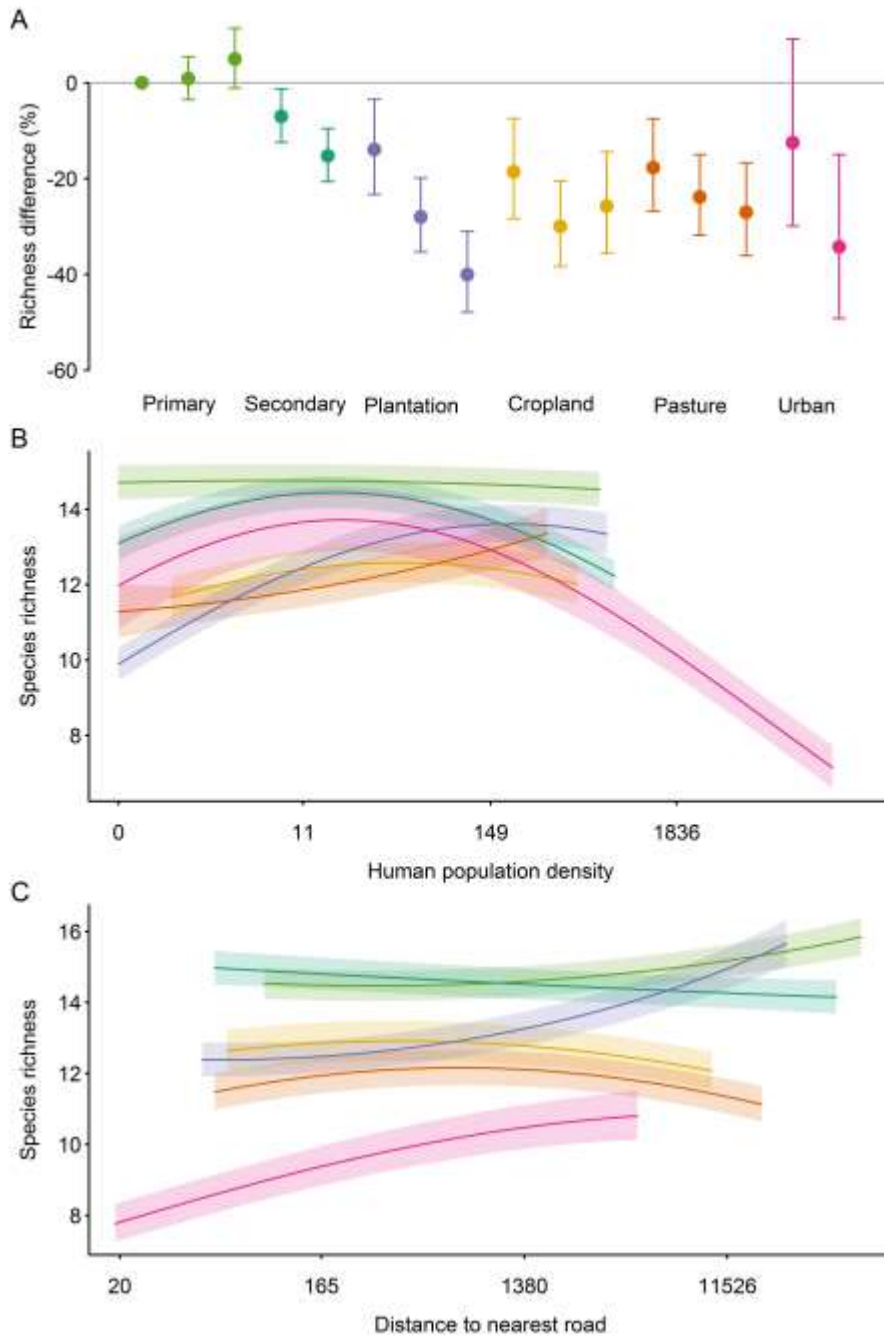 A
Richness difference (%)
0
-20
-40
-60
Primary Secondary Plantation Cropland Pasture Urban
B
Species richness
14
12
10
8
0 11 149 1836
Human population density
C
Species richness
16
14
12
10
8
20 165 1380 11526
Distance to nearest road